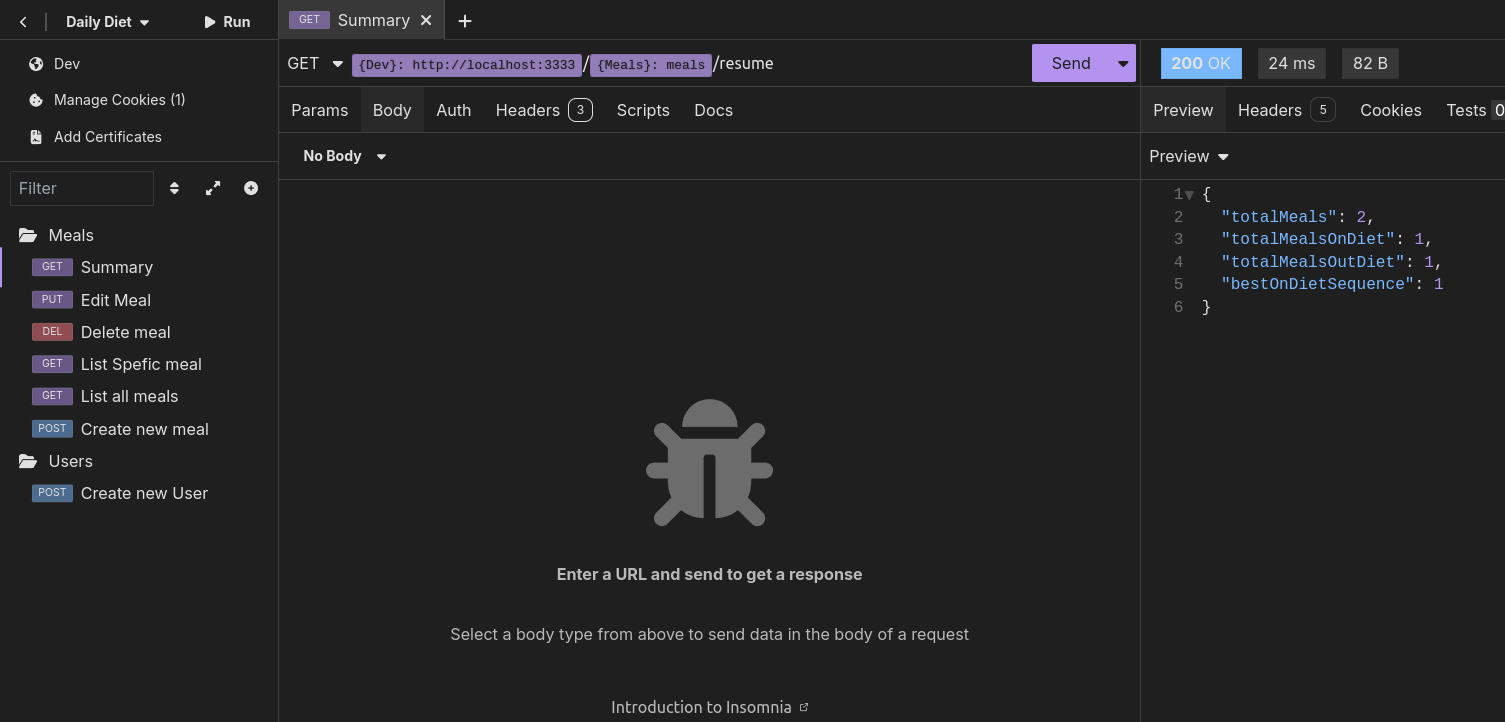 Daily Diet
Run
GET Summary
Dev
Manage Cookies (1)
Add Certificates
Filter
Meals
GET Summary
PUT Edit Meal
DEL Delete meal
GET List Spefic meal
GET List all meals
POST Create new meal
Users
POST Create new User
GET {Dev}: http://localhost:3333/{Meals}: meals/resume
Send
Params Body Auth Headers 3 Scripts Docs
No Body
Enter a URL and send to get a response
Select a body type from above to send data in the body of a request
Introduction to Insomnia
200 OK 24 ms 82 B
Preview Headers 5 Cookies Tests 0
Preview
1 {
2 "totalMeals": 2,
3 "totalMealsOnDiet": 1,
4 "totalMealsOutDiet": 1,
5 "bestOnDietSequence": 1
6 }